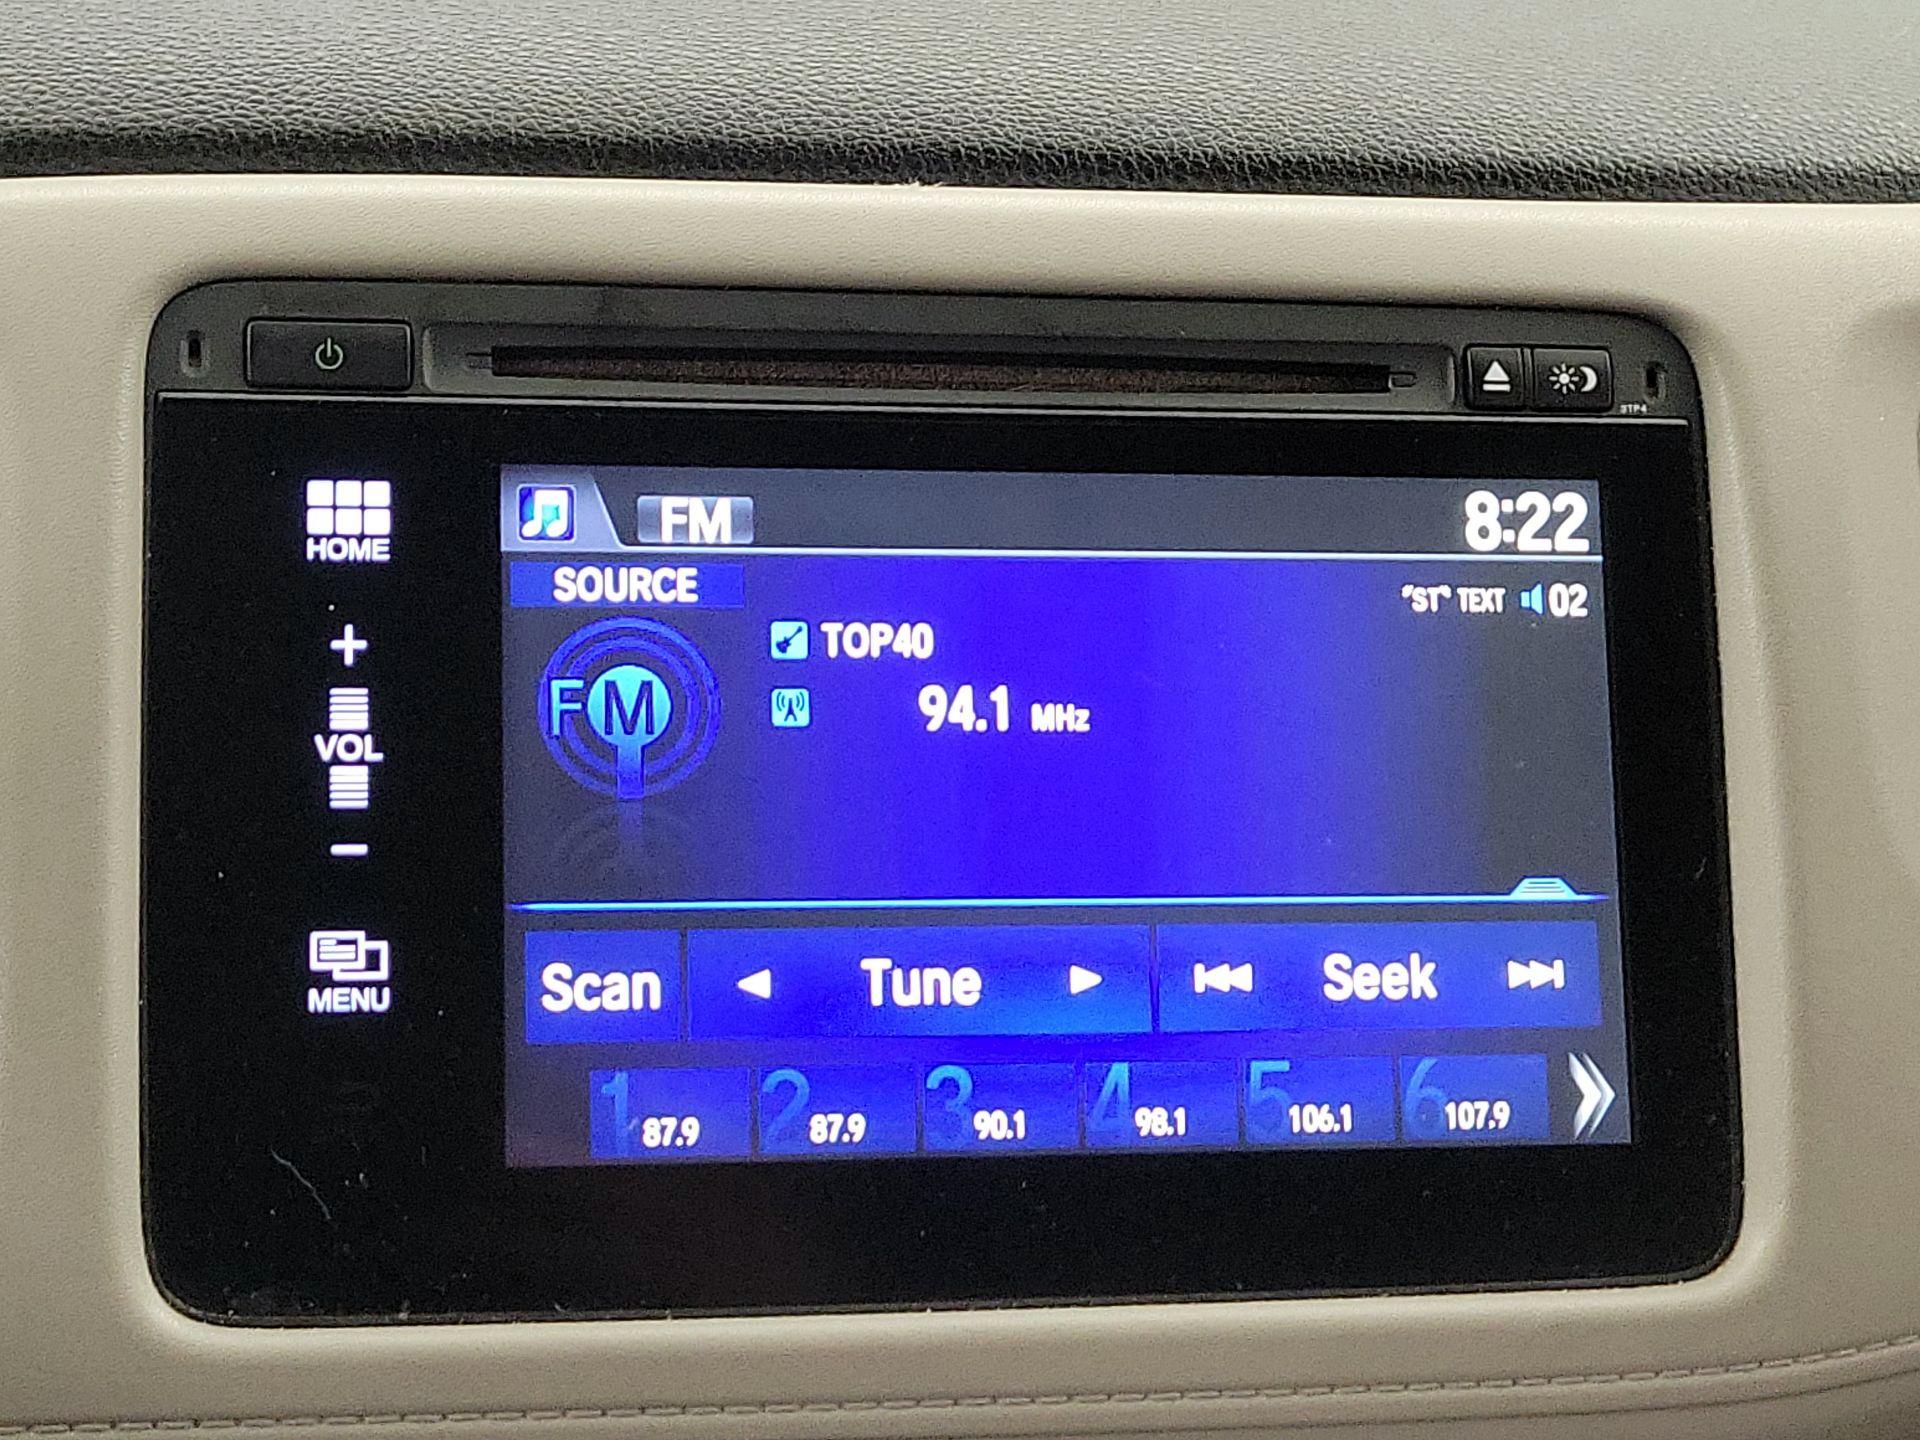 3TP4
HOME
VOL
MENU
FM
8:22
SOURCE
"ST" TEXT 02
FM
TOP40
94.1 MHz
Scan
Tune
Seek
1 87.9
2 87.9
3 90.1
4 98.1
5 106.1
6 107.9